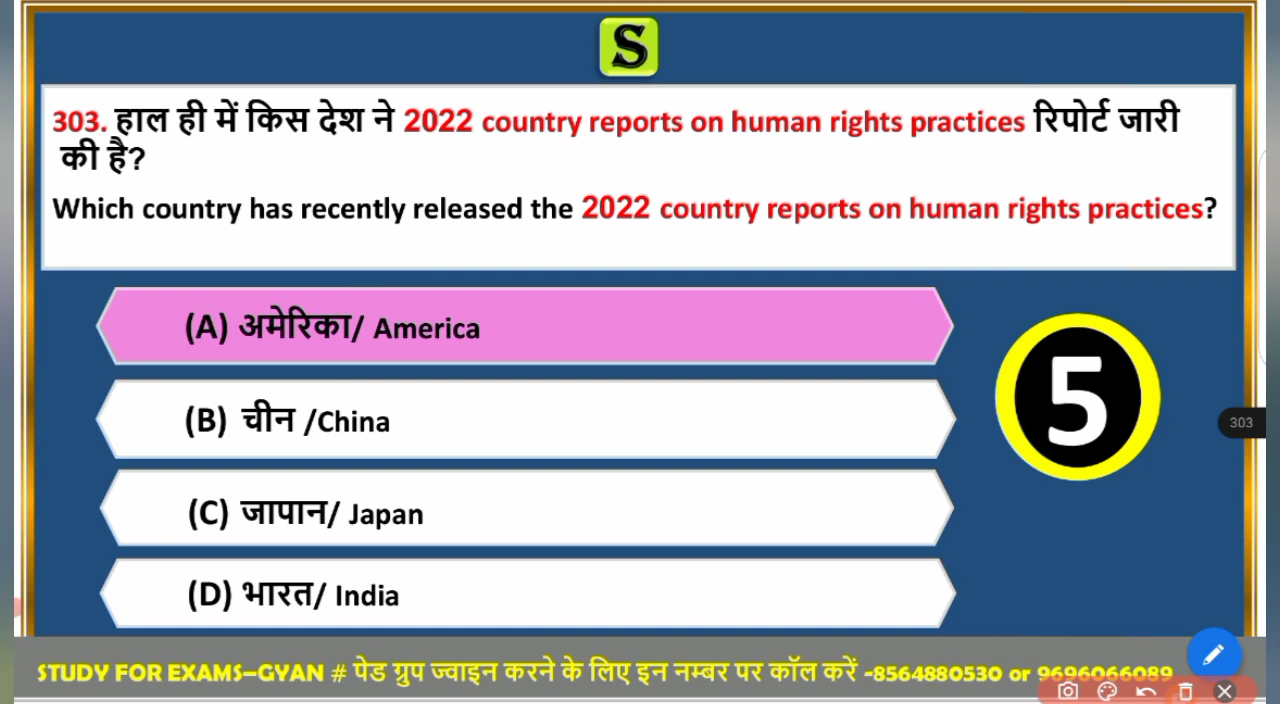 S
303. हाल ही में किस देश ने 2022 country reports on human rights practices रिपोर्ट जारी
की है?
Which country has recently released the 2022 country reports on human rights practices?
(A) अमेरिका/ America
(B) चीन /China
5
303
(C) जापान/ Japan
(D) भारत/ India
STUDY FOR EXAMS–GYAN # पेड ग्रुप ज्वाइन करने के लिए इन नम्बर पर कॉल करें -8564880530 or 9696066089